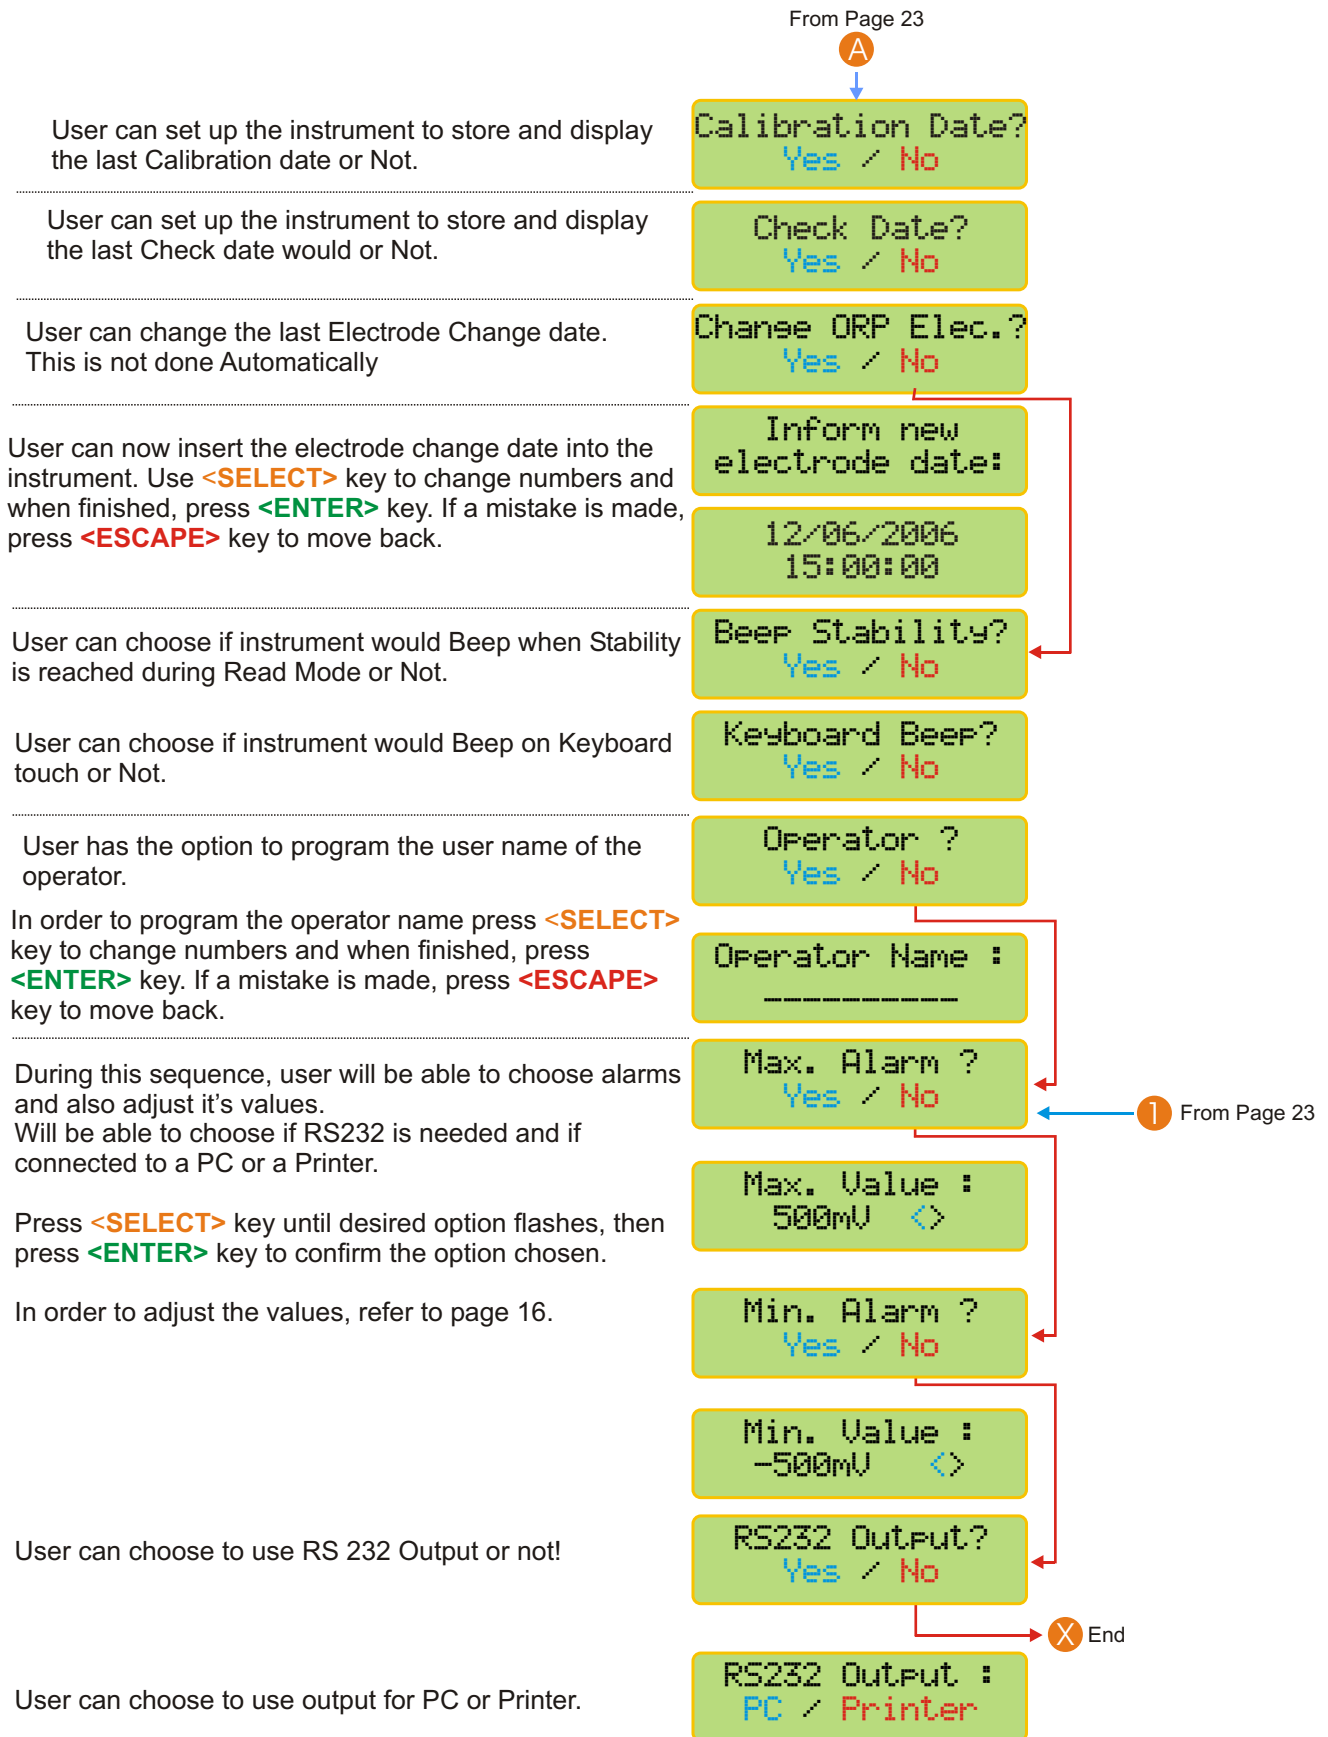 From Page 23
A
User can set up the instrument to store and display
the last Calibration date or Not.
Calibration Date?
Yes / No
User can set up the instrument to store and display
the last Check date would or Not.
Check Date?
Yes / No
User can change the last Electrode Change date.
This is not done Automatically
Change ORP Elec.?
Yes / No
User can now insert the electrode change date into the
instrument. Use <SELECT> key to change numbers and
when finished, press <ENTER> key. If a mistake is made,
press <ESCAPE> key to move back.
Inform new
electrode date:
12/06/2006
15:00:00
User can choose if instrument would Beep when Stability
is reached during Read Mode or Not.
Beep Stability?
Yes / No
User can choose if instrument would Beep on Keyboard
touch or Not.
Keyboard Beep?
Yes / No
User has the option to program the user name of the
operator.
Operator ?
Yes / No
In order to program the operator name press <SELECT>
key to change numbers and when finished, press
<ENTER> key. If a mistake is made, press <ESCAPE>
key to move back.
Operator Name :
__________
During this sequence, user will be able to choose alarms
and also adjust it's values.
Will be able to choose if RS232 is needed and if
connected to a PC or a Printer.
Max. Alarm ?
Yes / No
1 From Page 23
Press <SELECT> key until desired option flashes, then
press <ENTER> key to confirm the option chosen.
Max. Value :
500mV <>
In order to adjust the values, refer to page 16.
Min. Alarm ?
Yes / No
Min. Value :
-500mV <>
User can choose to use RS 232 Output or not!
RS232 Output?
Yes / No
X End
User can choose to use output for PC or Printer.
RS232 Output :
PC / Printer